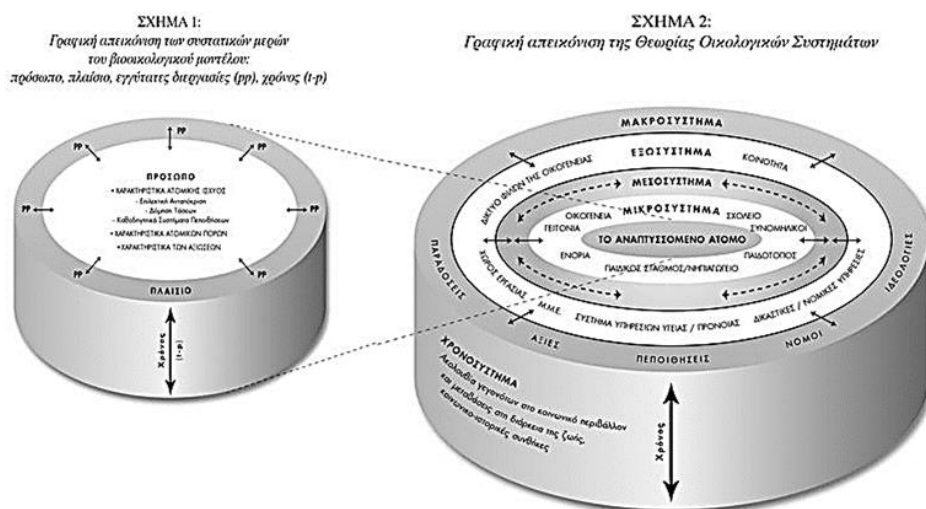 ΣΧΗΜΑ 1:
Γραφική απεικόνιση των συστατικών μερών
του βιοοικολογικού μοντέλου:
πρόσωπο, πλαίσιο, εγγύτατες διεργασίες (pp), χρόνος (t-p)
PP
PP
PP
PP
PP
PP
PP
ΠΡΟΣΩΠΟ
•ΧΑΡΑΚΤΗΡΙΣΤΙΚΑ ΑΤΟΜΙΚΗΣ ΙΣΧΥΟΣ
- Επιλεκτική Ανταπόκριση
- Δόμηση Τάσεων
- Καθοδηγητικά Συστήματα Πεποιθήσεων
•ΧΑΡΑΚΤΗΡΙΣΤΙΚΑ ΑΤΟΜΙΚΩΝ ΠΟΡΩΝ
•ΧΑΡΑΚΤΗΡΙΣΤΙΚΑ ΤΩΝ ΑΞΙΩΣΕΩΝ
ΠΛΑΙΣΙΟ
Χρόνος
(t-p)
ΣΧΗΜΑ 2:
Γραφική απεικόνιση της Θεωρίας Οικολογικών Συστημάτων
ΜΑΚΡΟΣΥΣΤΗΜΑ
ΕΞΩΣΥΣΤΗΜΑ
ΔΙΚΤΥΟ ΦΙΛΩΝ ΤΗΣ ΟΙΚΟΓΕΝΕΙΑΣ
ΚΟΙΝΟΤΗΤΑ
ΜΕΣΟΣΥΣΤΗΜΑ
ΜΙΚΡΟΣΥΣΤΗΜΑ
ΟΙΚΟΓΕΝΕΙΑ
ΣΧΟΛΕΙΟ
ΓΕΙΤΟΝΙΑ
ΣΥΝΟΜΗΛΙΚΟΙ
ΤΟ ΑΝΑΠΤΥΣΣΟΜΕΝΟ ΑΤΟΜΟ
ΕΝΟΡΙΑ
ΠΑΙΔΟΤΟΠΟΣ
ΠΑΙΔΙΚΟΣ ΣΤΑΘΜΟΣ/ΝΗΠΙΑΓΩΓΕΙΟ
ΧΩΡΟΣ ΕΡΓΑΣΙΑΣ
Μ.Μ.Ε.
ΣΥΣΤΗΜΑ ΥΠΗΡΕΣΙΩΝ ΥΓΕΙΑΣ / ΠΡΟΝΟΙΑΣ
ΔΙΚΑΣΤΙΚΕΣ / ΝΟΜΙΚΕΣ ΥΠΗΡΕΣΙΕΣ
ΠΑΡΑΔΟΣΕΙΣ
ΑΞΙΕΣ
ΠΕΠΟΙΘΗΣΕΙΣ
ΝΟΜΟΙ
ΙΔΕΟΛΟΓΙΕΣ
ΧΡΟΝΟΣΥΣΤΗΜΑ
Ακολουθία γεγονότων στο κοινωνικό περιβάλλον
και μεταβάσεις στη διάρκεια της ζωής,
κοινωνικο-ιστορικές συνθήκες
Χρόνος